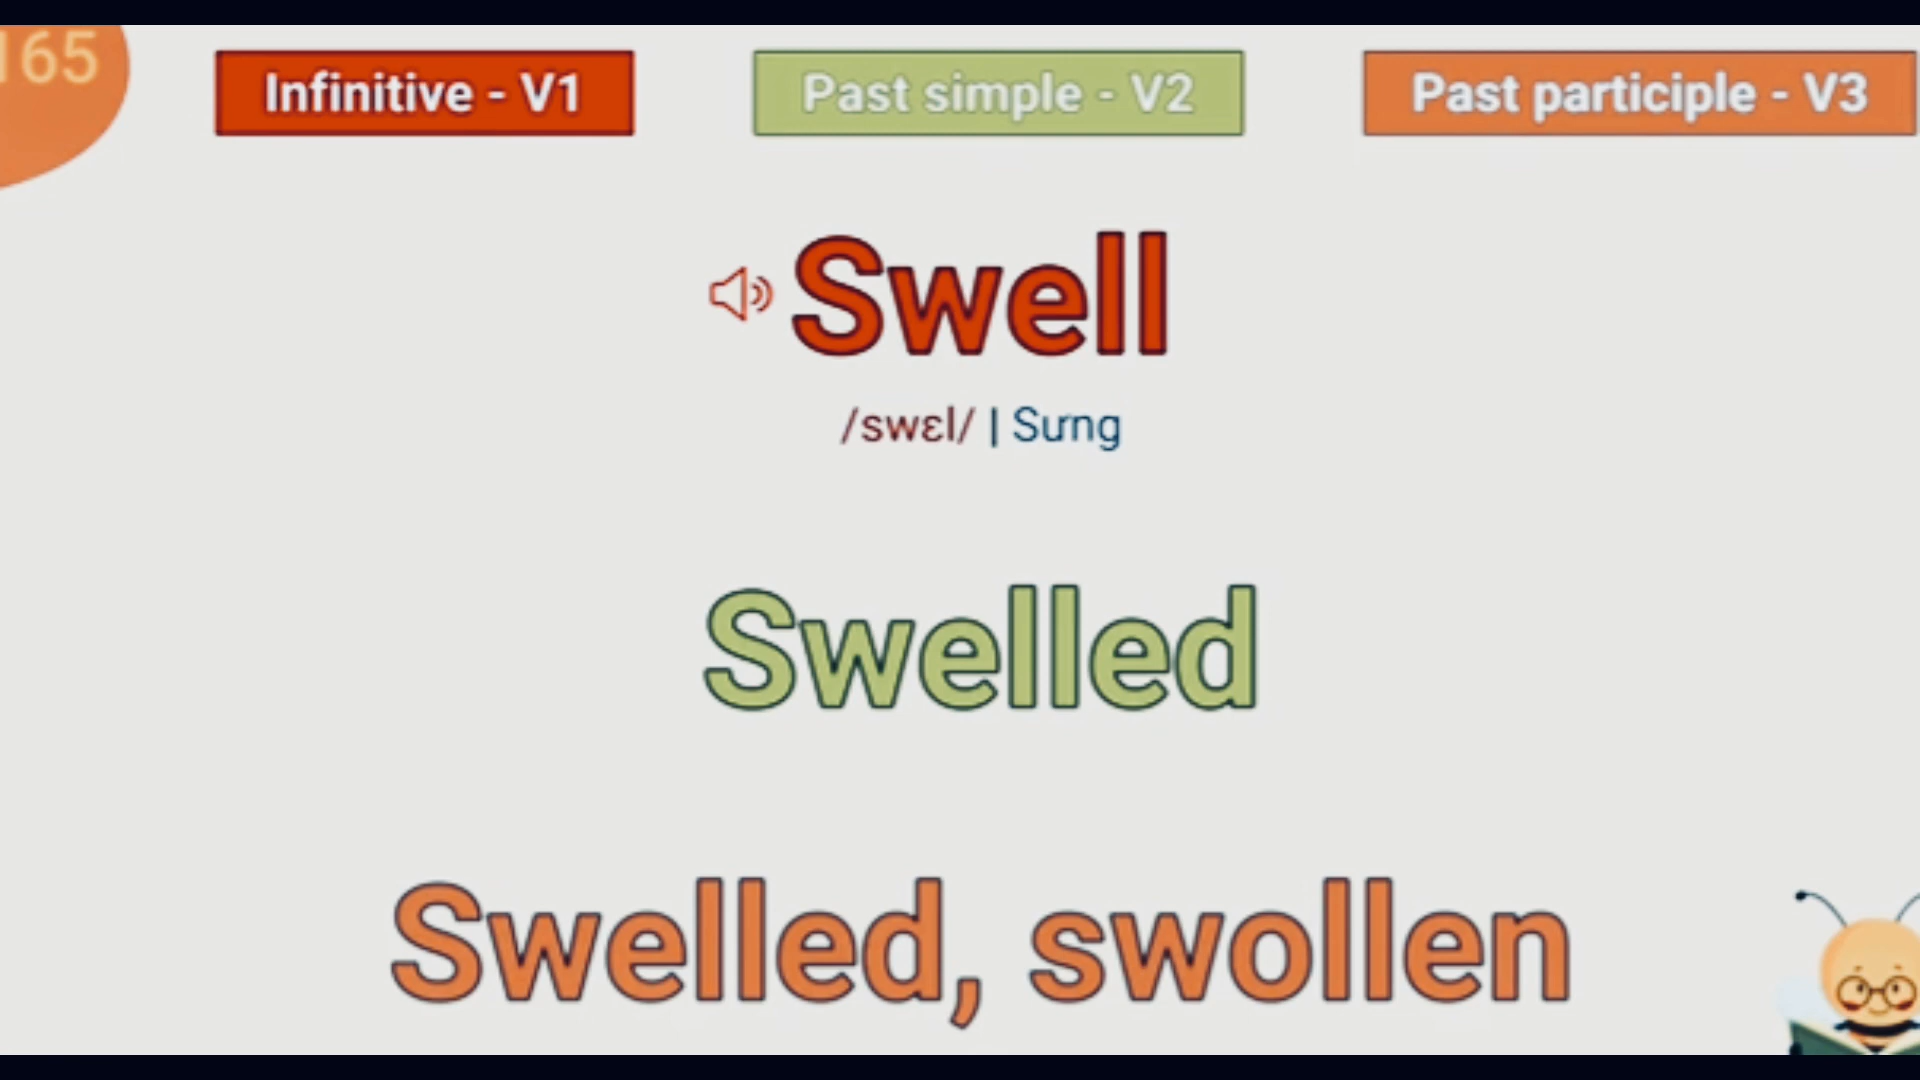 165
Infinitive - V1
Past simple - V2
Past participle - V3
Swell
/swɛl/ | Sưng
Swelled
Swelled, swollen